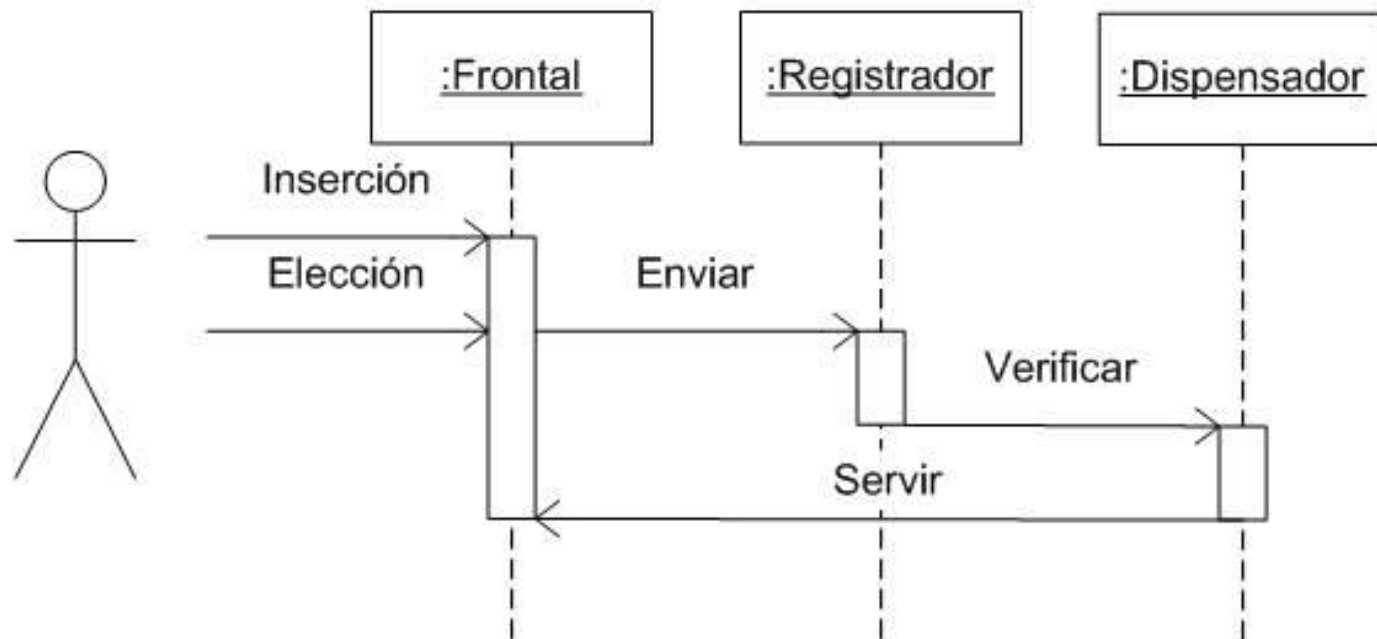 :Frontal
:Registrador
:Dispensador
Inserción
Elección
Enviar
Verificar
Servir